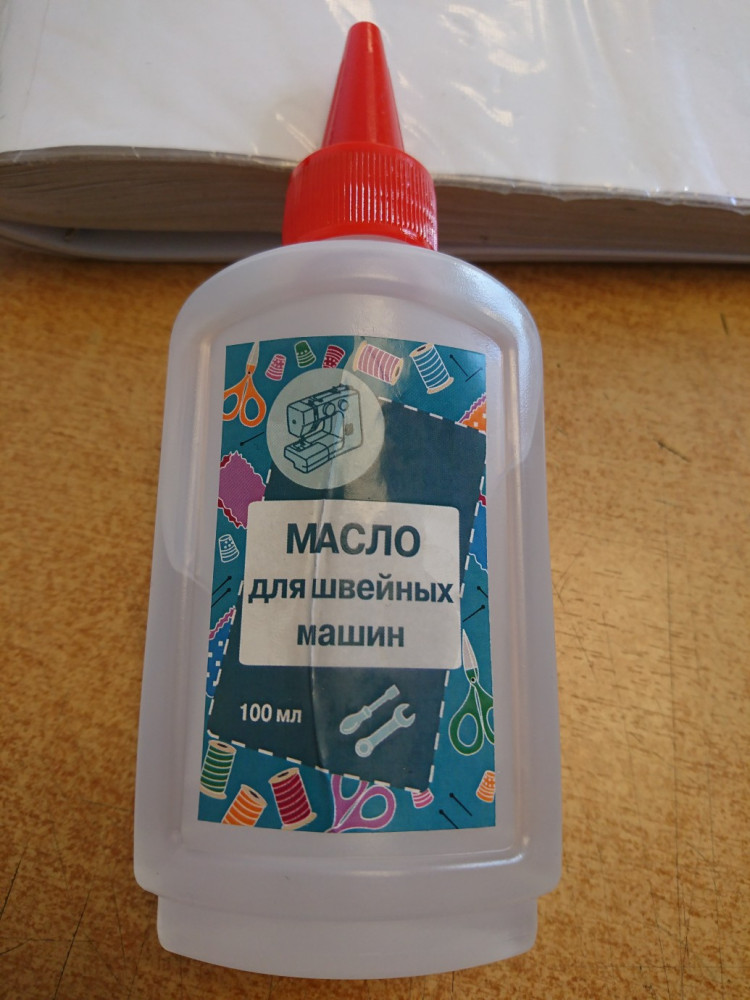 МАСЛО
для швейных
машин
100 мл